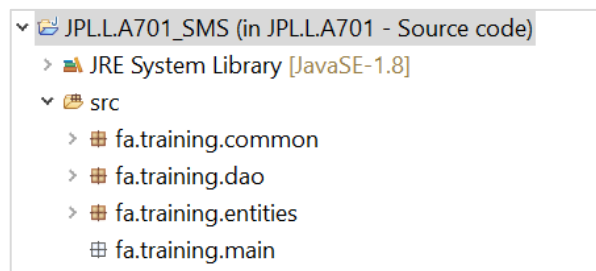 JPL.L.A701_SMS (in JPL.L.A701 - Source code)
JRE System Library [JavaSE-1.8]
src
fa.training.common
fa.training.dao
fa.training.entities
fa.training.main